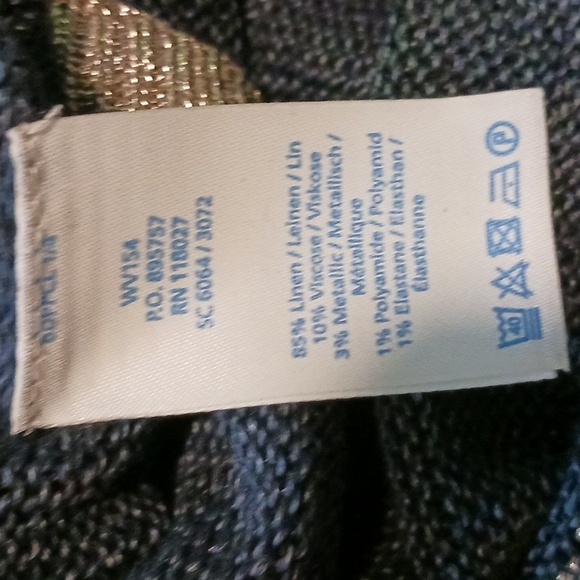 WV154
P.O. 895757
RN 118027
SC 6064 / 3072
85% Linen / Leinen / Lin
10% Viscose / Viskose
3% Metallic / Metallisch /
Métallique
1% Polyamide / Polyamid
1% Elastane / Elasthan /
Élasthanne
40
P